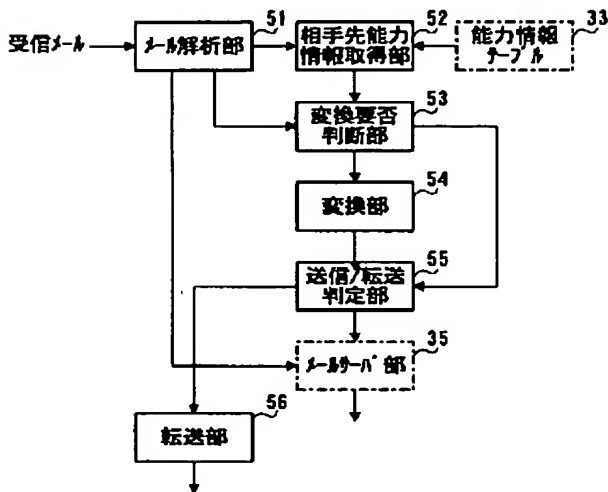 受信メール
メール解析部
51
相手先能力
情報取得部
52
能力情報
テーブル
33
変換要否
判断部
53
変換部
54
送信/転送
判定部
55
メールサーバ部
35
転送部
56